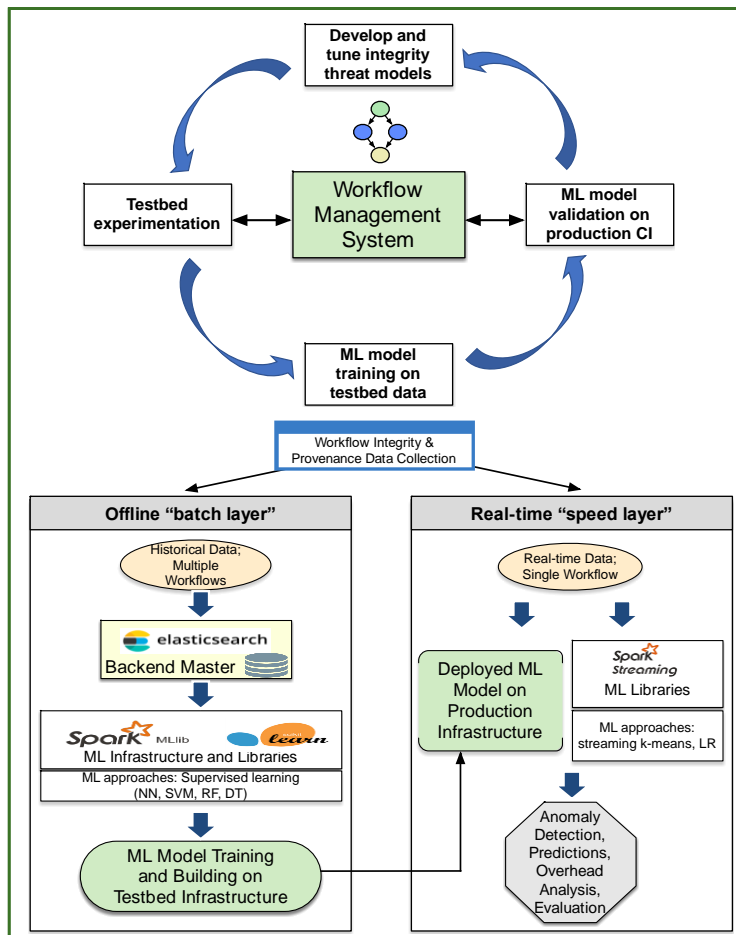 Develop and
tune integrity
threat models
Testbed
experimentation
Workflow
Management
System
ML model
validation on
production CI
ML model
training on
testbed data
Workflow Integrity &
Provenance Data Collection
Offline “batch layer”
Historical Data;
Multiple
Workflows
elasticsearch
Backend Master
Spark MLlib
learn
ML Infrastructure and Libraries
ML approaches: Supervised learning
(NN, SVM, RF, DT)
ML Model Training
and Building on
Testbed Infrastructure
Real-time “speed layer”
Real-time Data;
Single Workflow
Deployed ML
Model on
Production
Infrastructure
Spark
Streaming
ML Libraries
ML approaches:
streaming k-means, LR
Anomaly
Detection,
Predictions,
Overhead
Analysis,
Evaluation